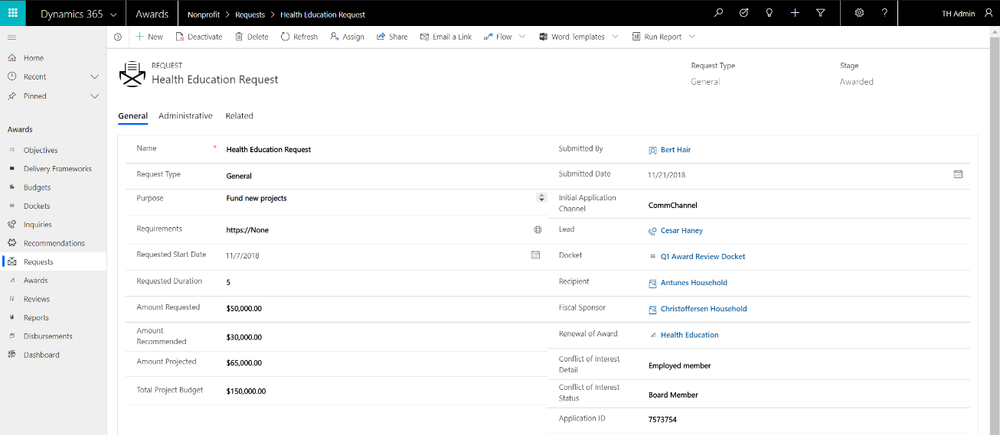 Dynamics 365
Awards
Nonprofit > Requests > Health Education Request
TH Admin
New
Deactivate
Delete
Refresh
Assign
Share
Email a Link
Flow
Word Templates
Run Report
Home
Recent
Pinned
Awards
Objectives
Delivery Frameworks
Budgets
Dockets
Inquiries
Recommendations
Requests
Awards
Reviews
Reports
Disbursements
Dashboard
REQUEST
Health Education Request
Request Type
General
Stage
Awarded
General
Administrative
Related
Name * Health Education Request
Request Type General
Purpose Fund new projects
Requirements https://None
Requested Start Date 11/7/2018
Requested Duration 5
Amount Requested $50,000.00
Amount
Recommended $30,000.00
Amount Projected $65,000.00
Total Project Budget $150,000.00
Submitted By Bert Hair
Submitted Date 11/21/2018
Initial Application
Channel CommChannel
Lead Cesar Haney
Docket Q1 Award Review Docket
Recipient Antunes Household
Fiscal Sponsor Christoffersen Household
Renewal of Award Health Education
Conflict of Interest
Detail Employed member
Conflict of Interest
Status Board Member
Application ID 7573754